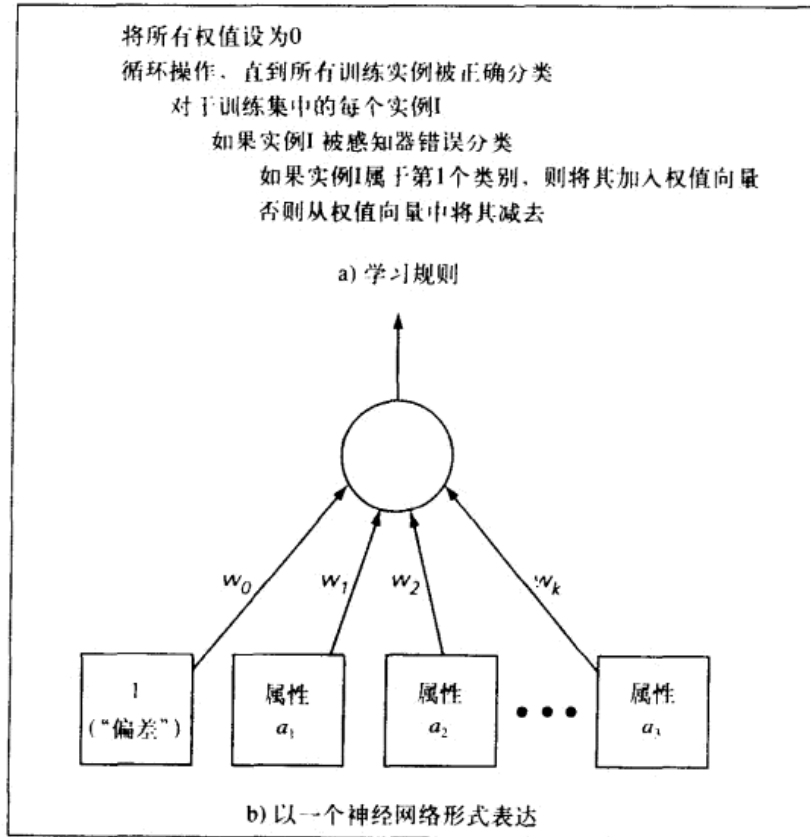 将所有权值设为0
循环操作、直到所有训练实例被正确分类
对于训练集中的每个实例I
如果实例I 被感知器错误分类
如果实例I属于第1个类别, 则将其加入权值向量
否则从权值向量中将其减去
a) 学习规则
w₀ w₁ w₂ wₖ
1 属性 属性 属性
("偏差") a₁ a₂ ••• a₃
b) 以一个神经网络形式表达